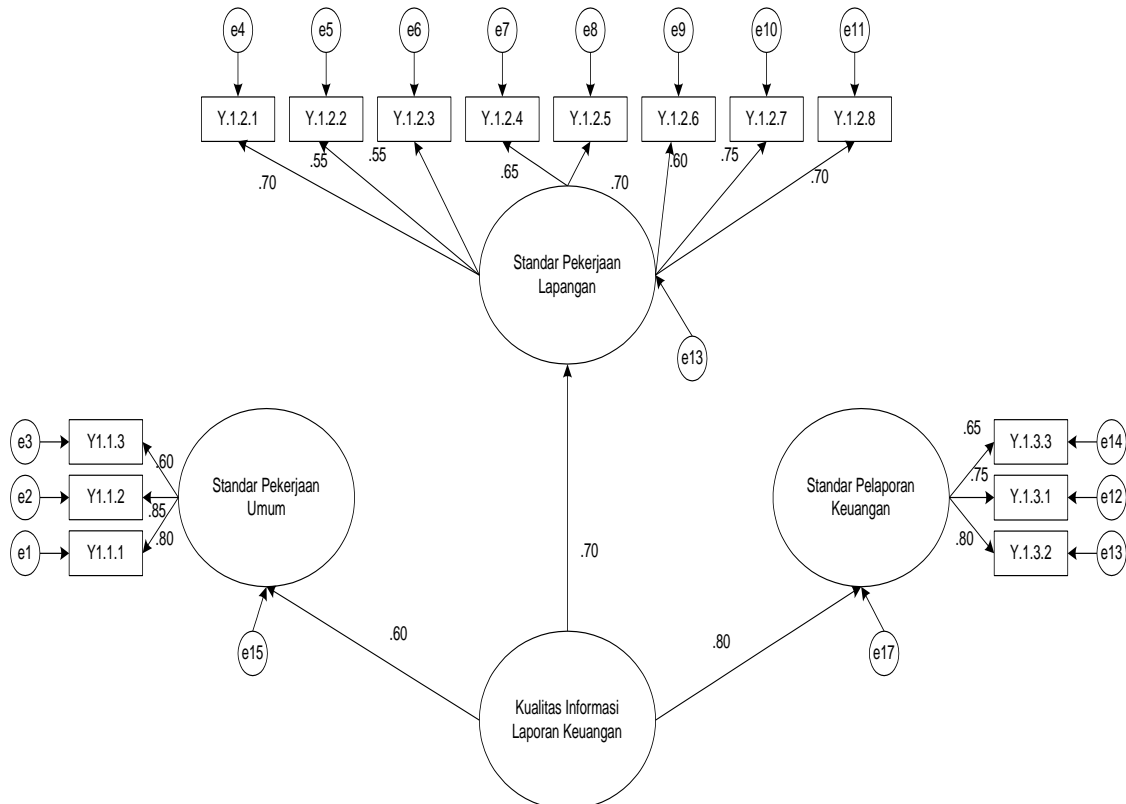 e4
e5
e6
e7
e8
e9
e10
e11
Y.1.2.1
Y.1.2.2
Y.1.2.3
Y.1.2.4
Y.1.2.5
Y.1.2.6
Y.1.2.7
Y.1.2.8
.70
.55
.55
.65
.70
.60
.75
.70
Standar Pekerjaan
Lapangan
e13
e3
Y1.1.3
.60
e2
Y1.1.2
.85
e1
Y1.1.1
.80
Standar Pekerjaan
Umum
e15
Standar Pelaporan
Keuangan
.65
Y.1.3.3
e14
.75
Y.1.3.1
e12
.80
Y.1.3.2
e13
e17
.60
.70
.80
Kualitas Informasi
Laporan Keuangan